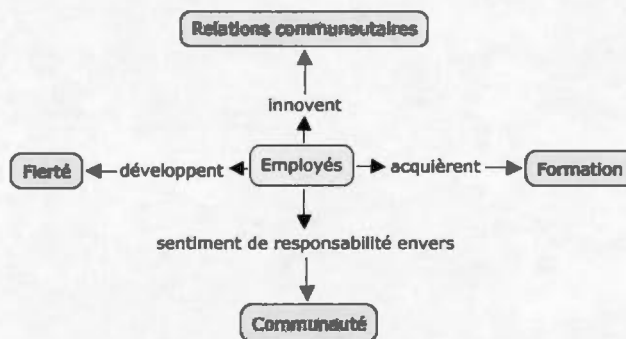 Relations communautaires
innovent
Fierté développent Employés acquièrent Formation
sentiment de responsabilité envers
Communauté